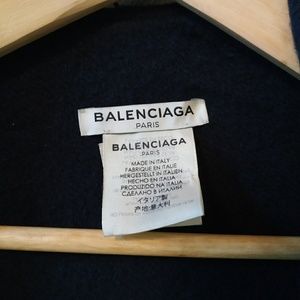 BALENCIAGA
PARIS
BALENCIAGA
PARIS
MADE IN ITALY
FABRIQUÉ EN ITALIE
HERGESTELLT IN ITALIEN
HECHO EN ITALIA
PRODUZIDO NA ITALIA
СДЕЛАНО В ИТАЛИИ
イタリア製
产地:意大利